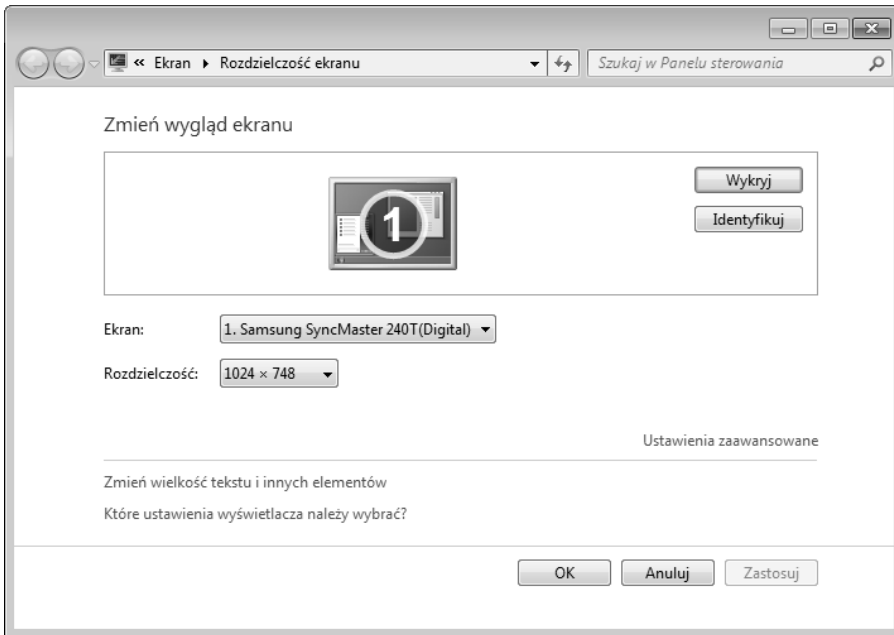 « Ekran ▸ Rozdzielczość ekranu
Szukaj w Panelu sterowania
Zmień wygląd ekranu
1
Wykryj
Identyfikuj
Ekran: 1. Samsung SyncMaster 240T(Digital)
Rozdzielczość: 1024 × 748
Ustawienia zaawansowane
Zmień wielkość tekstu i innych elementów
Które ustawienia wyświetlacza należy wybrać?
OK Anuluj Zastosuj